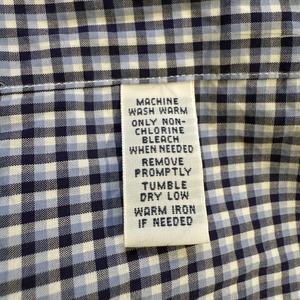 MACHINE
WASH WARM
ONLY NON-
CHLORINE
BLEACH
WHEN NEEDED
REMOVE
PROMPTLY
TUMBLE
DRY LOW
WARM IRON
IF NEEDED